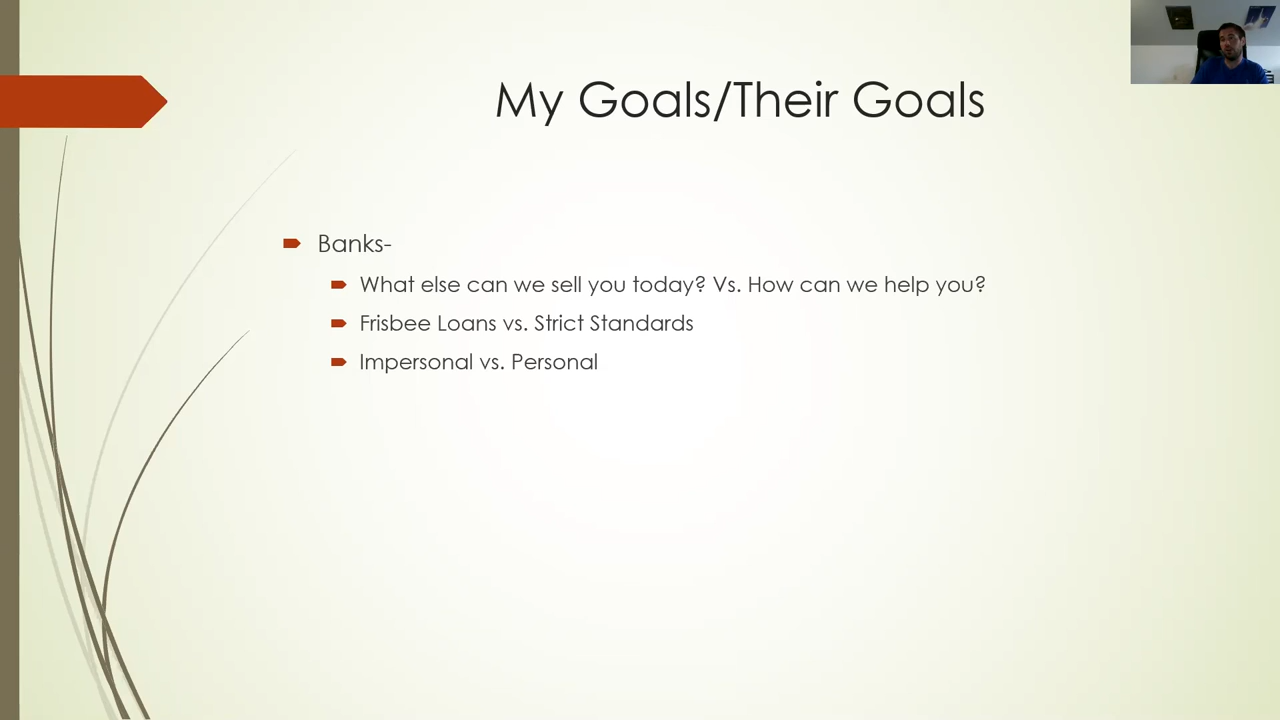 My Goals/Their Goals
Banks-
What else can we sell you today? Vs. How can we help you?
Frisbee Loans vs. Strict Standards
Impersonal vs. Personal